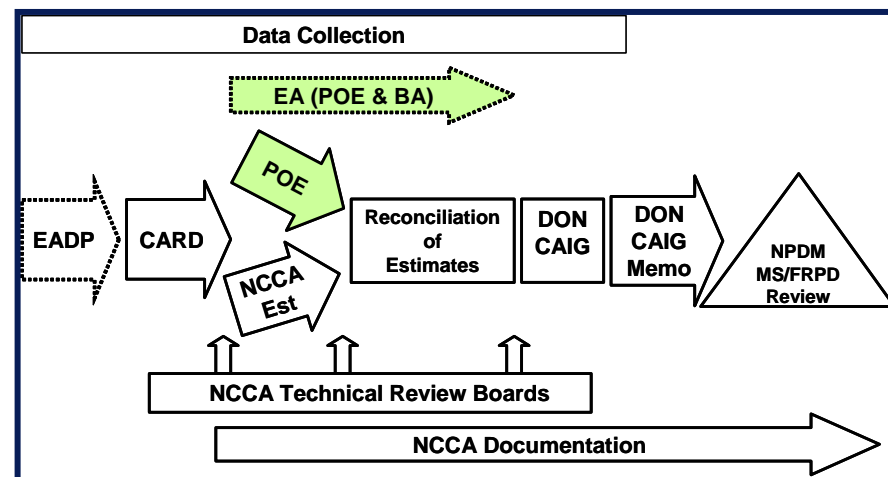 Data Collection
EA (POE & BA)
POE
EADP
CARD
NCCA
Est
Reconciliation
of
Estimates
DON
CAIG
DON
CAIG
Memo
NPDM
MS/FRPD
Review
NCCA Technical Review Boards
NCCA Documentation